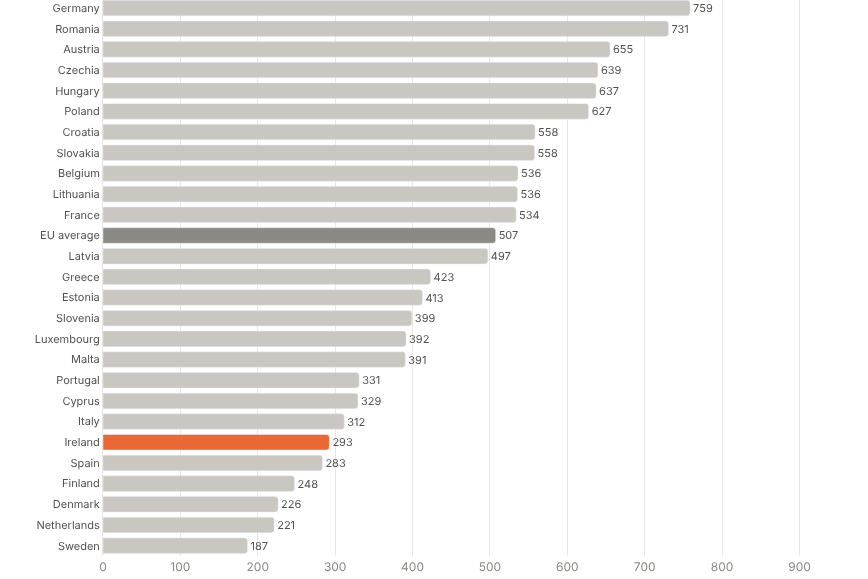 Germany 759
Romania 731
Austria 655
Czechia 639
Hungary 637
Poland 627
Croatia 558
Slovakia 558
Belgium 536
Lithuania 536
France 534
EU average 507
Latvia 497
Greece 423
Estonia 413
Slovenia 399
Luxembourg 392
Malta 391
Portugal 331
Cyprus 329
Italy 312
Ireland 293
Spain 283
Finland 248
Denmark 226
Netherlands 221
Sweden 187
0 100 200 300 400 500 600 700 800 900